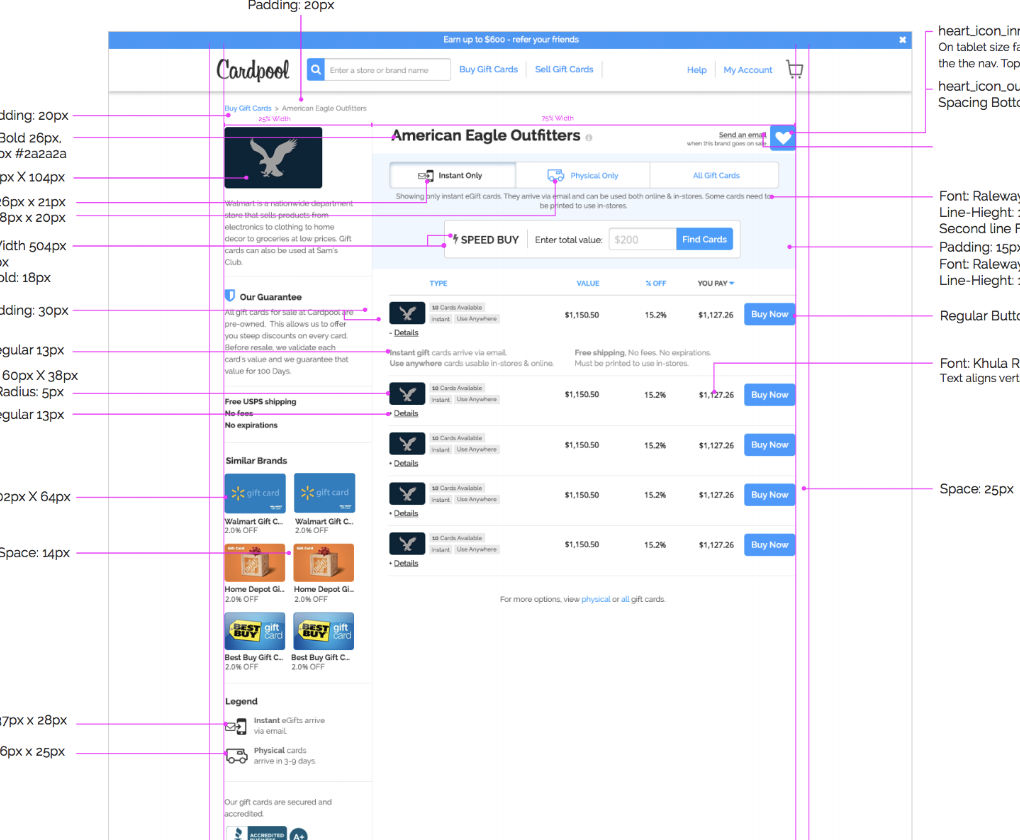 Padding: 20px
Earn up to $600 - refer your friends
Cardpool
Enter a store or brand name
Buy Gift Cards
Sell Gift Cards
Help
My Account
heart_icon_inn
On tablet size fa
the the nav. Top
heart_icon_ou
Spacing Botto
Buy Gift Cards > American Eagle Outfitters
dding: 20px
25% Width
75% Width
Bold 26px,
px #2a2a2a
American Eagle Outfitters
Send an email
when this brand goes on sale
px X 104px
Instant Only
Physical Only
All Gift Cards
26px x 21px
8px x 20px
Showing only instant eGift cards. They arrive via email and can be used both online & in-stores. Some cards need to
be printed to use in-stores.
Font: Raleway
Line-Hieght: 1
Second line F
Walmart is a nationwide department
store that sells products from
electronics to clothing to home
decor to groceries at low prices. Gift
cards can also be used at Sam's
Club.
Width 504px
px
old: 18px
SPEED BUY
Enter total value:
$200
Find Cards
Padding: 15px
Font: Raleway
Line-Hieght: 1
TYPE
VALUE
% OFF
YOU PAY
Our Guarantee
All gift cards for sale at Cardpool are
pre-owned. This allows us to offer
you steep discounts on every card.
Before resale, we validate each
card's value and we guarantee that
value for 100 Days.
dding: 30px
10 Cards Available
Instant
Use Anywhere
- Details
$1,150.50
15.2%
$1,127.26
Buy Now
Regular Butto
egular 13px
Instant gift cards arrive via email.
Use anywhere cards usable in-stores & online.
Free shipping, No fees. No expirations.
Must be printed to use in-stores.
Font: Khula R
Text aligns vert
60px X 38px
Radius: 5px
10 Cards Available
Instant
Use Anywhere
+ Details
$1,150.50
15.2%
$1,127.26
Buy Now
egular 13px
Free USPS shipping
No fees
No expirations
10 Cards Available
Instant
Use Anywhere
+ Details
$1,150.50
15.2%
$1,127.26
Buy Now
Similar Brands
10 Cards Available
Instant
Use Anywhere
+ Details
$1,150.50
15.2%
$1,127.26
Buy Now
Space: 25px
02px X 64px
gift card
gift card
Walmart Gift C...
2.0% OFF
Walmart Gift C...
2.0% OFF
10 Cards Available
Instant
Use Anywhere
+ Details
$1,150.50
15.2%
$1,127.26
Buy Now
Space: 14px
Gift Card
Gift Card
Home Depot Gi...
2.0% OFF
Home Depot Gi...
2.0% OFF
For more options, view physical or all gift cards.
BEST BUY
gift card
BEST BUY
gift card
Best Buy Gift C...
2.0% OFF
Best Buy Gift C...
2.0% OFF
Legend
37px x 28px
Instant eGifts arrive
via email.
6px x 25px
Physical cards
arrive in 3-9 days.
Our gift cards are secured and
accredited.
ACCREDITED
A+